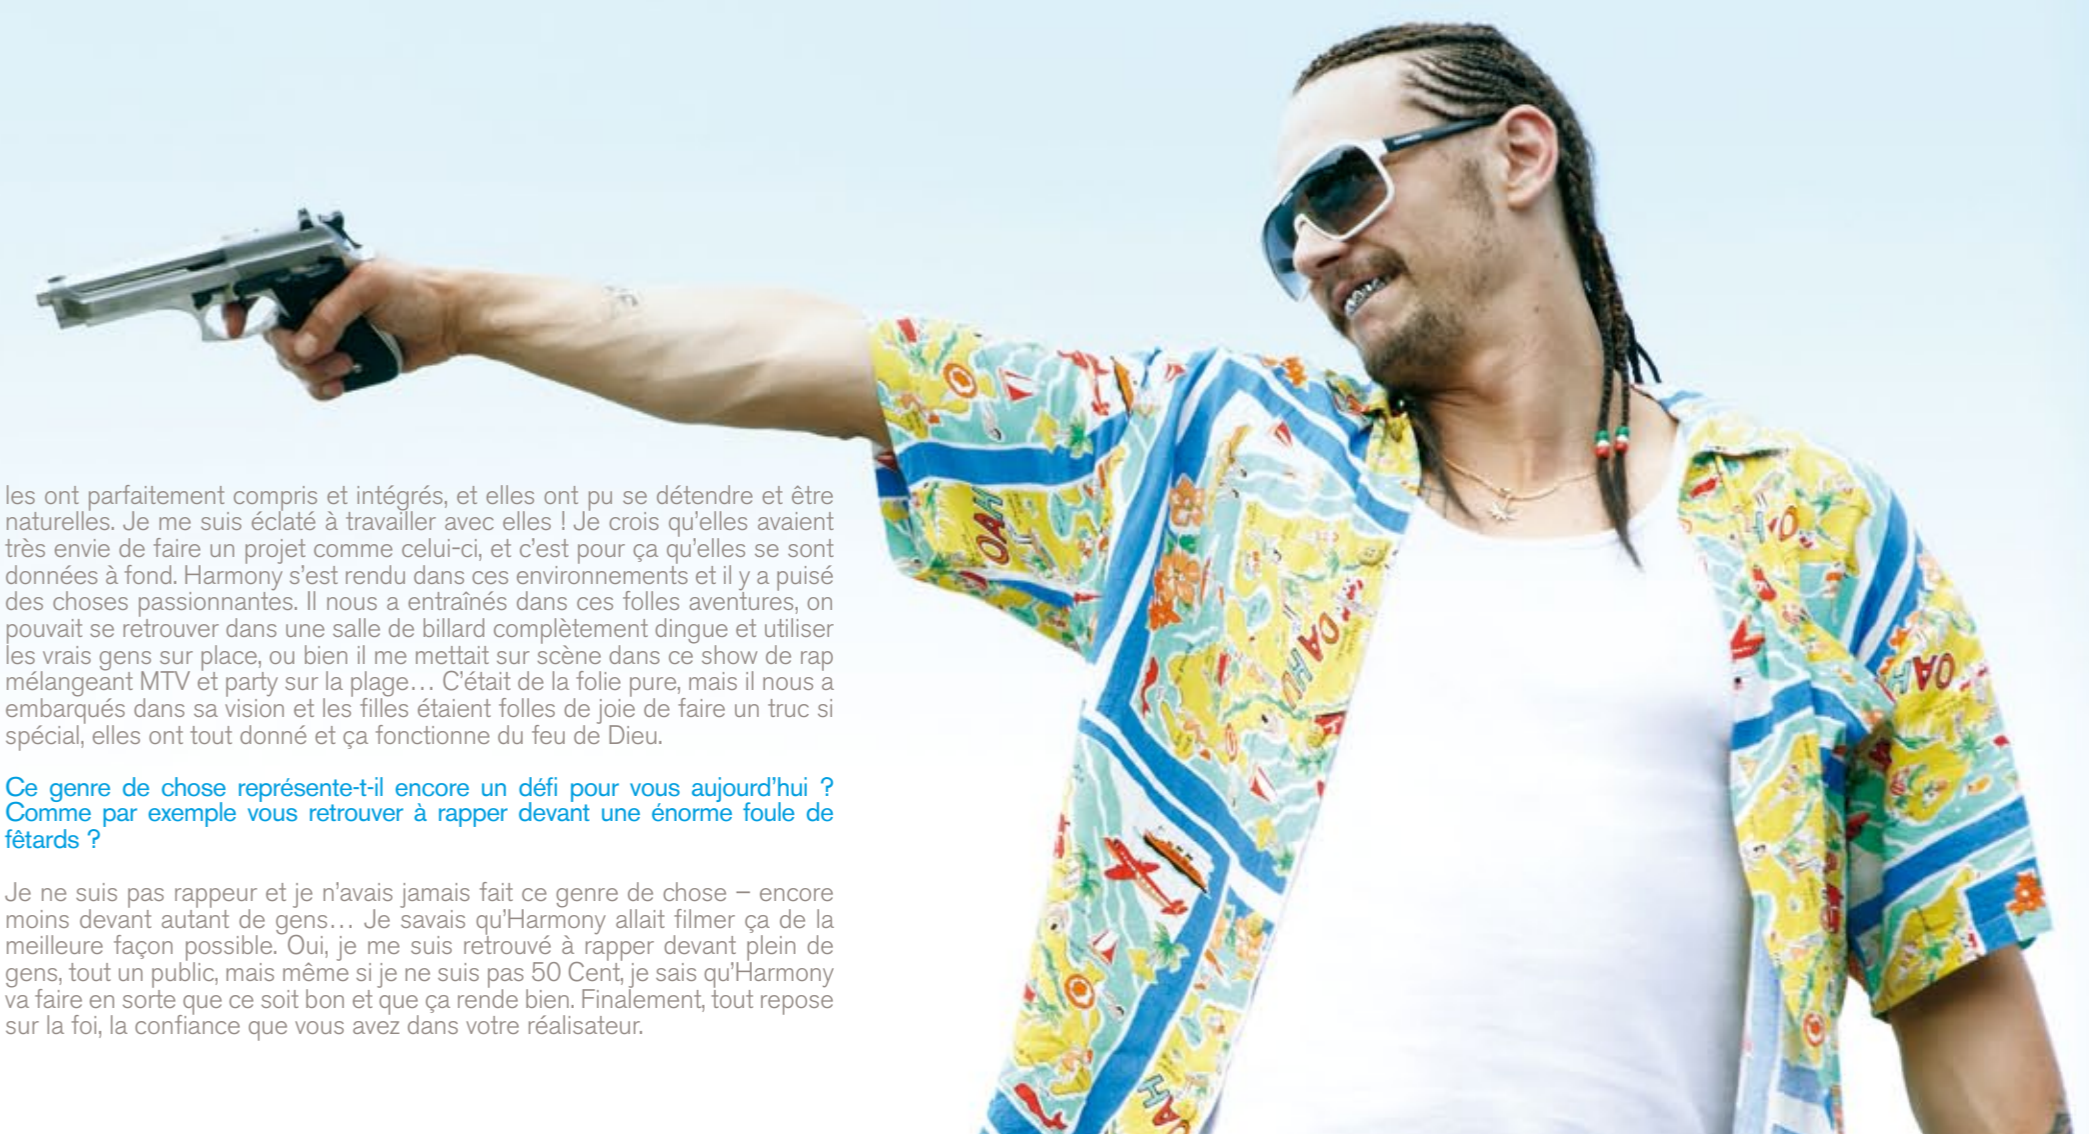 les ont parfaitement compris et intégrés, et elles ont pu se détendre et être
naturelles. Je me suis éclaté à travailler avec elles ! Je crois qu'elles avaient
très envie de faire un projet comme celui-ci, et c'est pour ça qu'elles se sont
données à fond. Harmony s'est rendu dans ces environnements et il y a puisé
des choses passionnantes. Il nous a entraînés dans ces folles aventures, on
pouvait se retrouver dans une salle de billard complètement dingue et utiliser
les vrais gens sur place, ou bien il me mettait sur scène dans ce show de rap
mélangeant MTV et party sur la plage… C'était de la folie pure, mais il nous a
embarqués dans sa vision et les filles étaient folles de joie de faire un truc si
spécial, elles ont tout donné et ça fonctionne du feu de Dieu.
Ce genre de chose représente-t-il encore un défi pour vous aujourd'hui ?
Comme par exemple vous retrouver à rapper devant une énorme foule de
fêtards ?
Je ne suis pas rappeur et je n'avais jamais fait ce genre de chose – encore
moins devant autant de gens… Je savais qu'Harmony allait filmer ça de la
meilleure façon possible. Oui, je me suis retrouvé à rapper devant plein de
gens, tout un public, mais même si je ne suis pas 50 Cent, je sais qu'Harmony
va faire en sorte que ce soit bon et que ça rende bien. Finalement, tout repose
sur la foi, la confiance que vous avez dans votre réalisateur.
OAH
OAHU
OAH
OAH